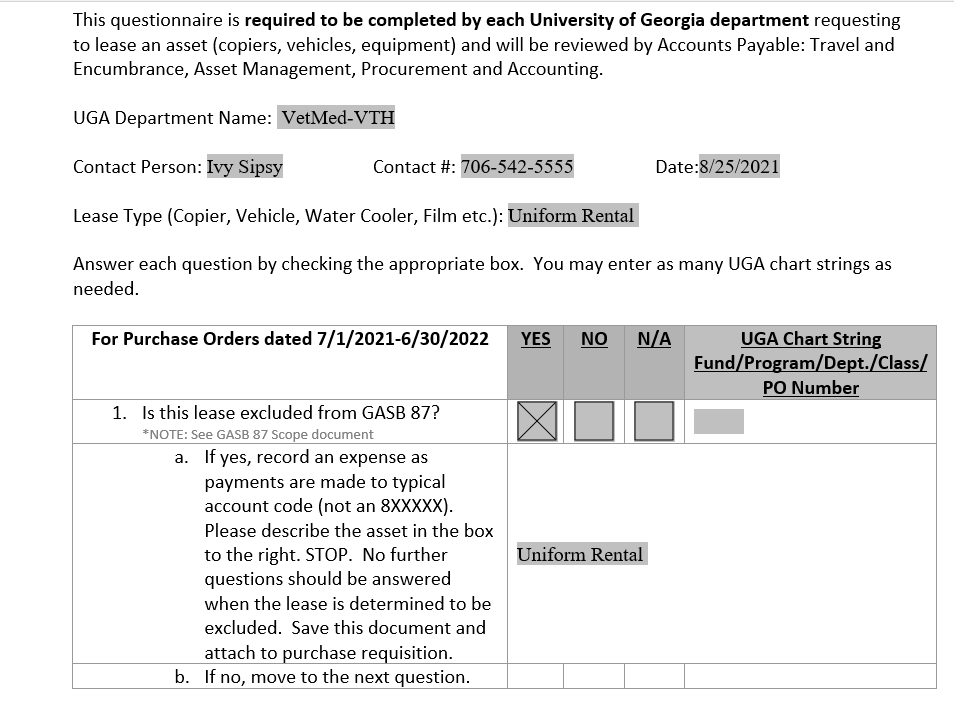 This questionnaire is required to be completed by each University of Georgia department requesting
to lease an asset (copiers, vehicles, equipment) and will be reviewed by Accounts Payable: Travel and
Encumbrance, Asset Management, Procurement and Accounting.
UGA Department Name: VetMed-VTH
Contact Person: Ivy Sipsy Contact #: 706-542-5555 Date:8/25/2021
Lease Type (Copier, Vehicle, Water Cooler, Film etc.): Uniform Rental
Answer each question by checking the appropriate box. You may enter as many UGA chart strings as
needed.
For Purchase Orders dated 7/1/2021-6/30/2022 YES NO N/A UGA Chart String
Fund/Program/Dept./Class/
PO Number
1. Is this lease excluded from GASB 87?
*NOTE: See GASB 87 Scope document
a. If yes, record an expense as
payments are made to typical
account code (not an 8XXXXX).
Please describe the asset in the box
to the right. STOP. No further
questions should be answered
when the lease is determined to be
excluded. Save this document and
attach to purchase requisition.
Uniform Rental
b. If no, move to the next question.